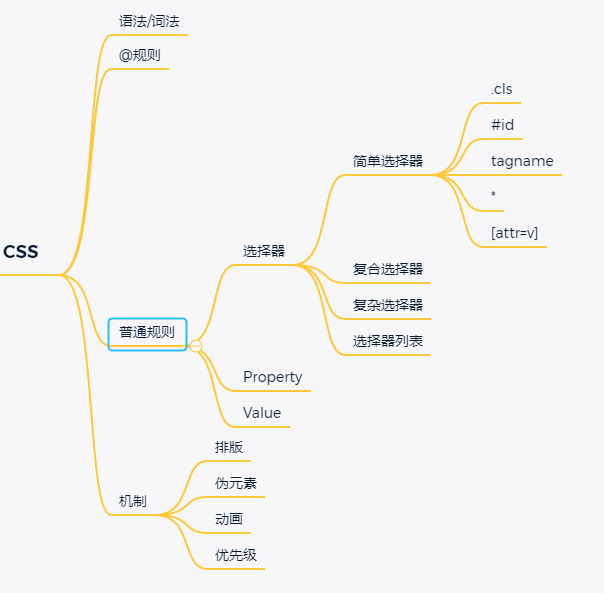 CSS
语法/词法
@规则
普通规则
选择器
简单选择器
.cls
#id
tagname
*
[attr=v]
复合选择器
复杂选择器
选择器列表
Property
Value
机制
排版
伪元素
动画
优先级